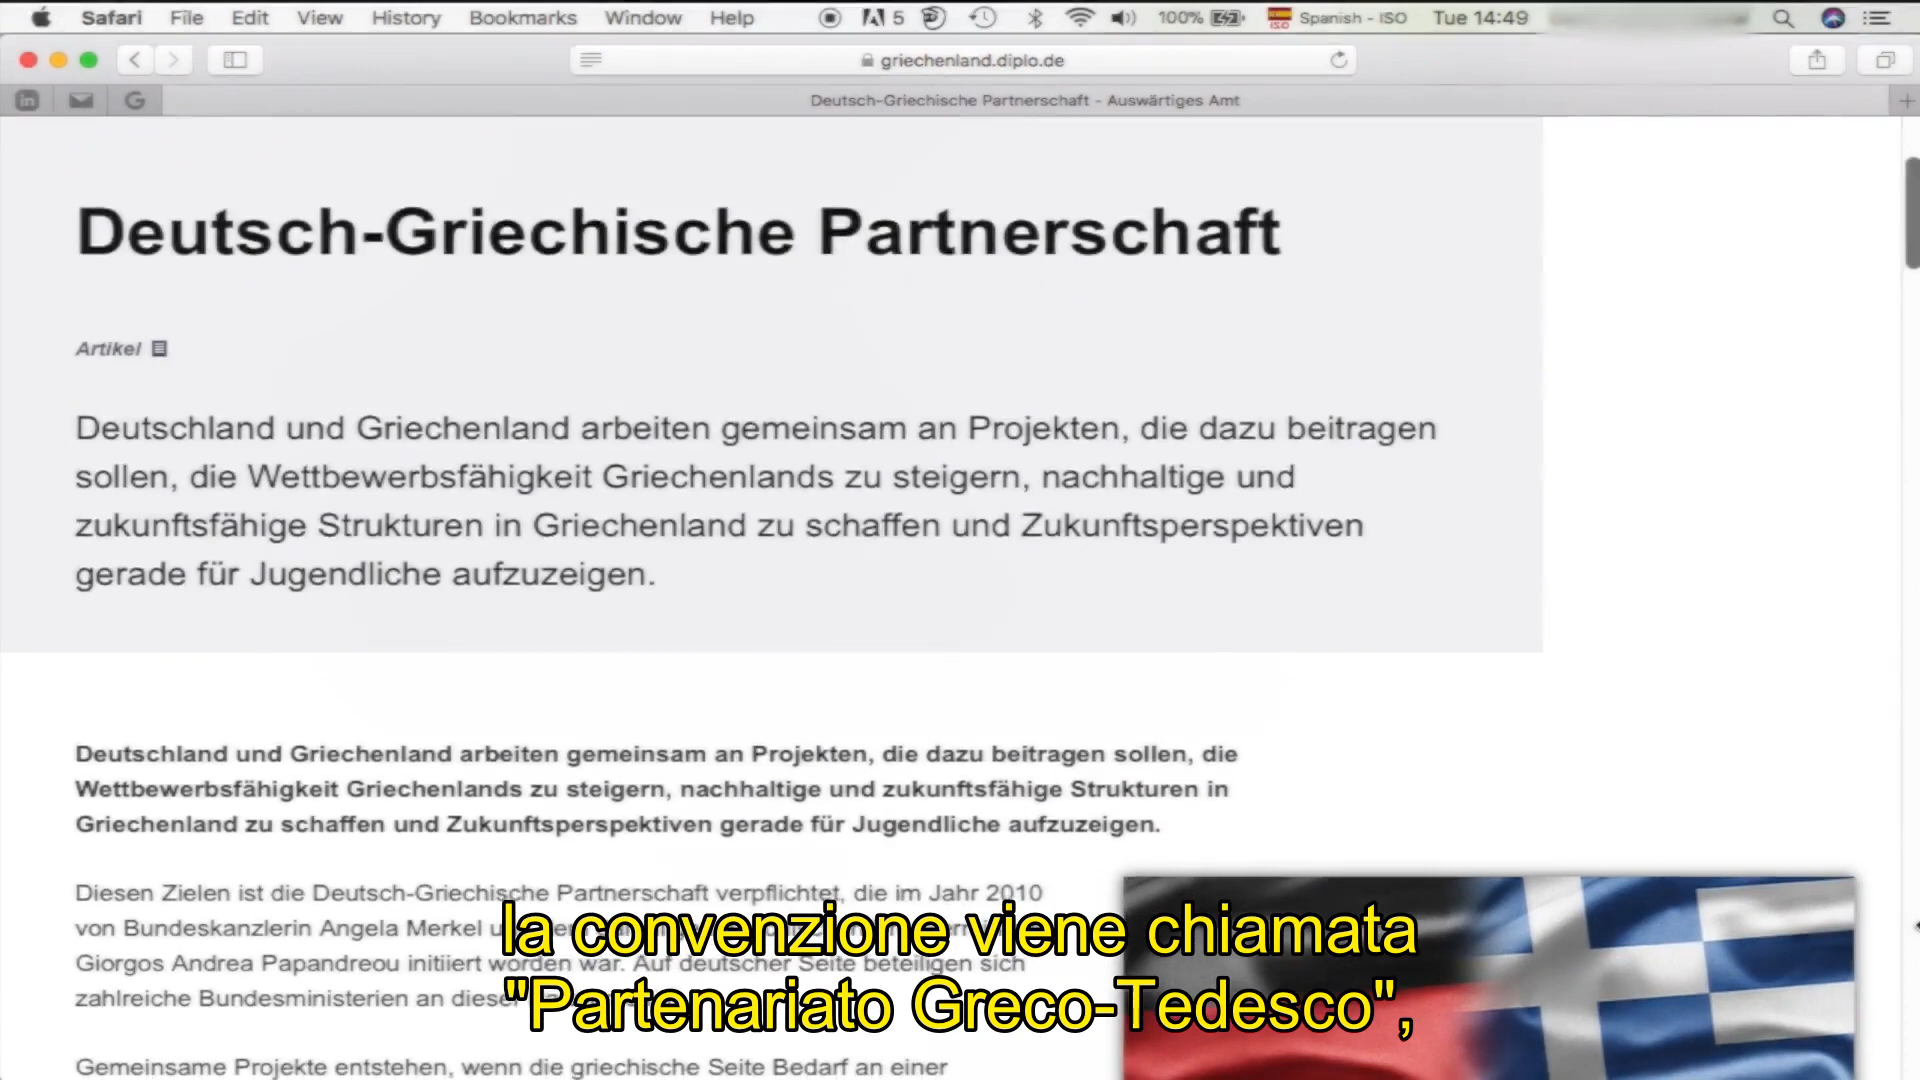 Safari File Edit View History Bookmarks Window Help 5 100% Spanish - ISO Tue 14:49
griechenland.diplo.de
Deutsch-Griechische Partnerschaft - Auswärtiges Amt
Deutsch-Griechische Partnerschaft
Artikel
Deutschland und Griechenland arbeiten gemeinsam an Projekten, die dazu beitragen
sollen, die Wettbewerbsfähigkeit Griechenlands zu steigern, nachhaltige und
zukunftsfähige Strukturen in Griechenland zu schaffen und Zukunftsperspektiven
gerade für Jugendliche aufzuzeigen.
Deutschland und Griechenland arbeiten gemeinsam an Projekten, die dazu beitragen sollen, die
Wettbewerbsfähigkeit Griechenlands zu steigern, nachhaltige und zukunftsfähige Strukturen in
Griechenland zu schaffen und Zukunftsperspektiven gerade für Jugendliche aufzuzeigen.
Diesen Zielen ist die Deutsch-Griechische Partnerschaft verpflichtet, die im Jahr 2010
von Bundeskanzlerin Angela Merkel
Giorgos Andrea Papandreou initiiert worden war. Auf deutscher Seite beteiligen sich
zahlreiche Bundesministerien an
Gemeinsame Projekte entstehen, wenn die griechische Seite Bedarf an einer
la convenzione viene chiamata
"Partenariato Greco-Tedesco",